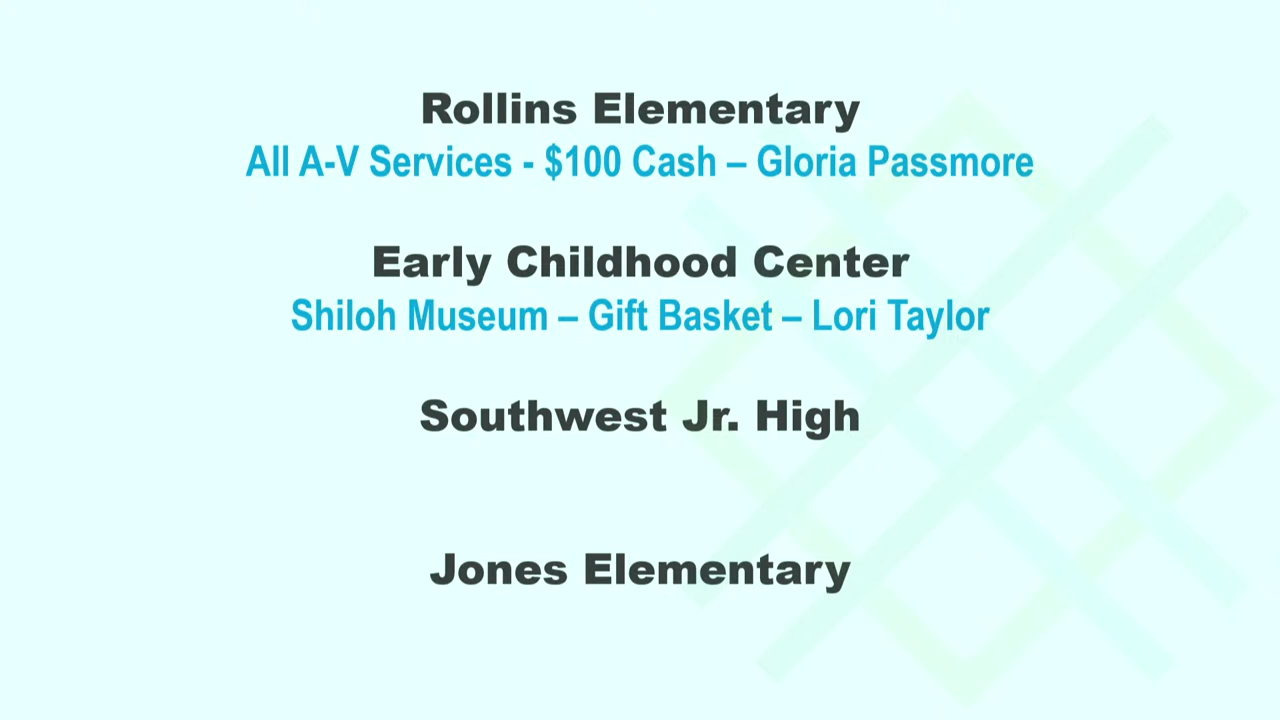 Rollins Elementary
All A-V Services - $100 Cash – Gloria Passmore
Early Childhood Center
Shiloh Museum – Gift Basket – Lori Taylor
Southwest Jr. High
Jones Elementary